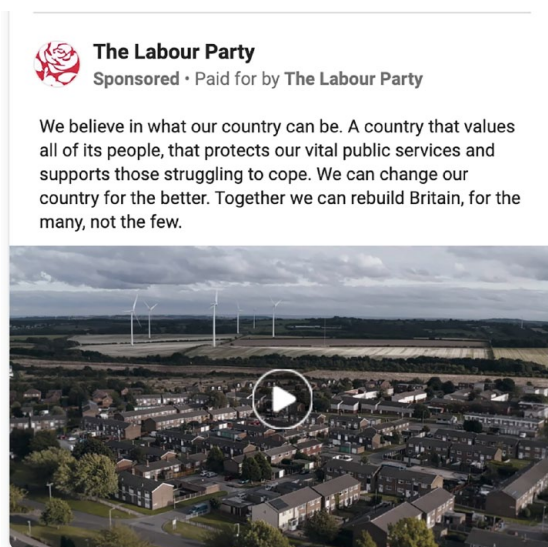 The Labour Party
Sponsored • Paid for by The Labour Party
We believe in what our country can be. A country that values
all of its people, that protects our vital public services and
supports those struggling to cope. We can change our
country for the better. Together we can rebuild Britain, for the
many, not the few.